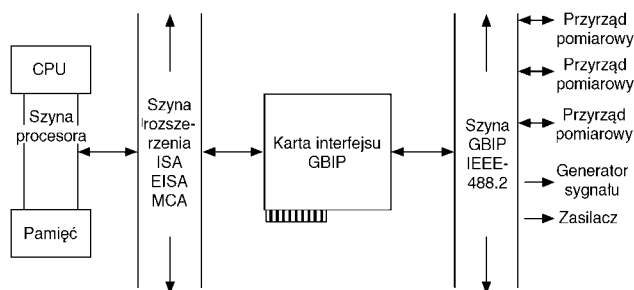 CPU
Szyna
procesora
Pamięć
Szyna
rozsze-
rzenia
ISA
EISA
MCA
Karta interfejsu
GBIP
Szyna
GBIP
IEEE-
488.2
Przyrząd
pomiarowy
Przyrząd
pomiarowy
Przyrząd
pomiarowy
Generator
sygnału
Zasilacz